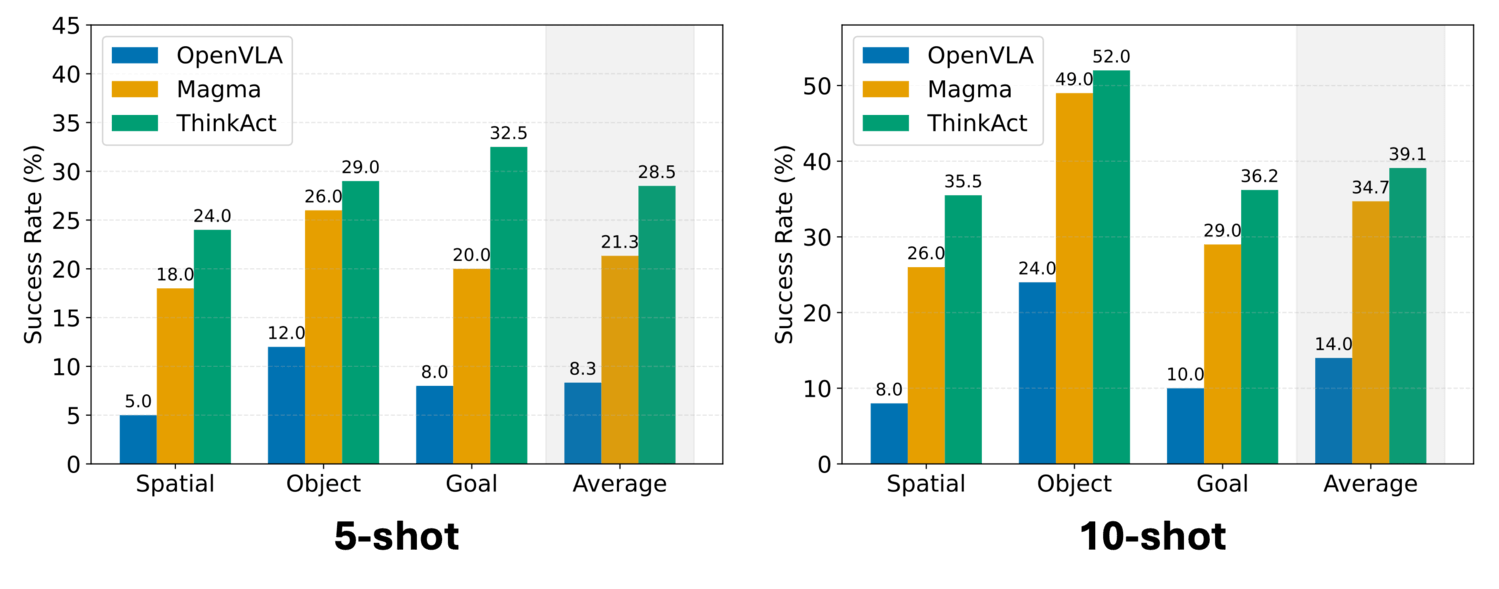 45
40
35
30
25
20
15
10
5
0
Success Rate (%)
OpenVLA
Magma
ThinkAct
5.0
18.0
24.0
12.0
26.0
29.0
8.0
20.0
32.5
8.3
21.3
28.5
Spatial
Object
Goal
Average
5-shot
50
40
30
20
10
0
Success Rate (%)
OpenVLA
Magma
ThinkAct
8.0
26.0
35.5
24.0
49.0
52.0
10.0
29.0
36.2
14.0
34.7
39.1
Spatial
Object
Goal
Average
10-shot